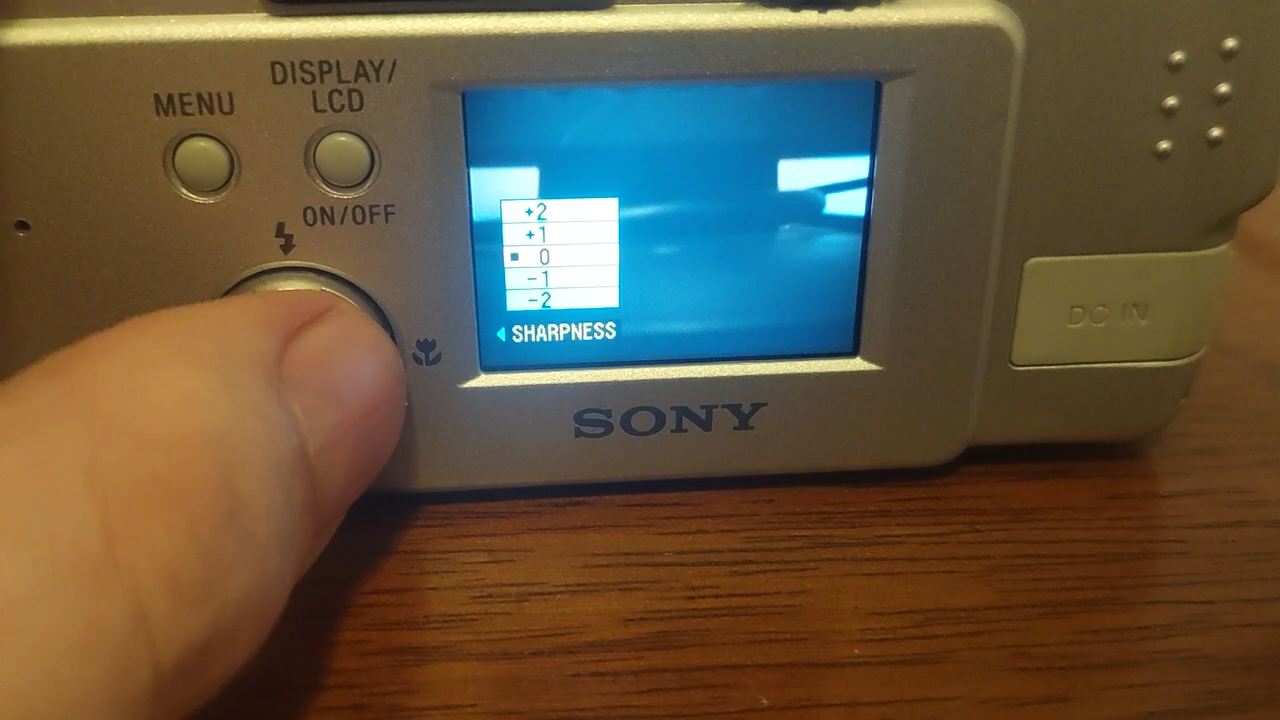 DISPLAY/
LCD
MENU
ON/OFF
+2
+1
0
-1
-2
SHARPNESS
SONY
DC IN